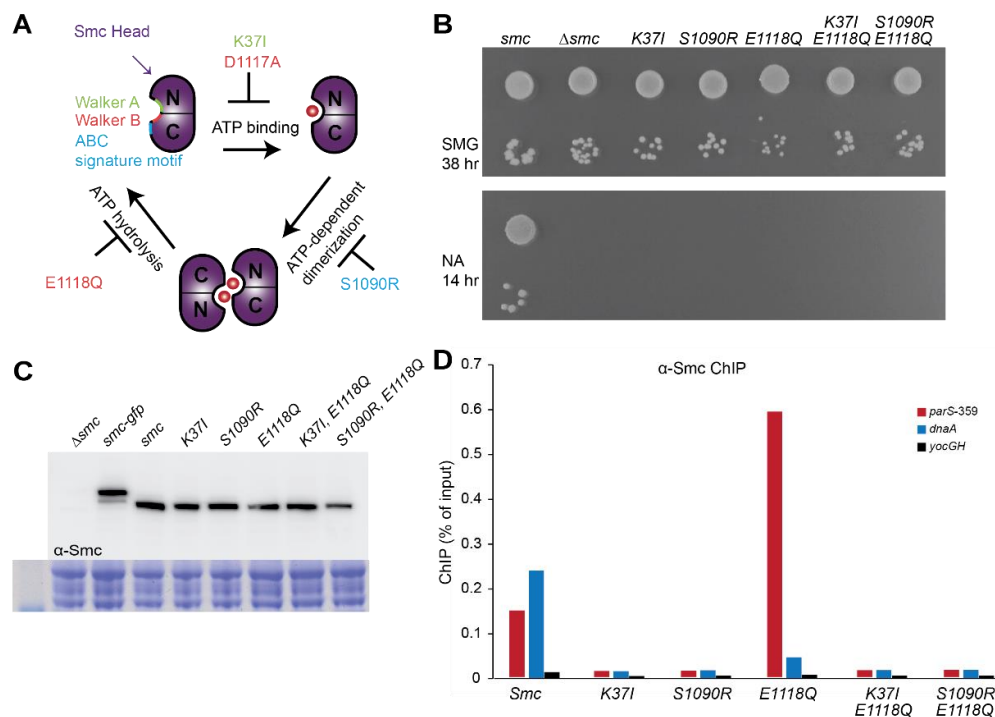 A
Smc Head
K37I
D1117A
Walker A
Walker B
ABC
signature motif
N
C
ATP binding
N
C
ATP hydrolysis
ATP-dependent
dimerization
E1118Q
S1090R
C
N
N
C
B
smc
Δsmc
K37I
S1090R
E1118Q
K37I
E1118Q
S1090R
E1118Q
SMG
38 hr
NA
14 hr
C
Δsmc
smc-gfp
smc
K37I
S1090R
E1118Q
K37I, E1118Q
S1090R, E1118Q
α-Smc
D
α-Smc ChIP
ChIP (% of input)
0.7
0.6
0.5
0.4
0.3
0.2
0.1
0
parS-359
dnaA
yocGH
Smc
K37I
S1090R
E1118Q
K37I
E1118Q
S1090R
E1118Q